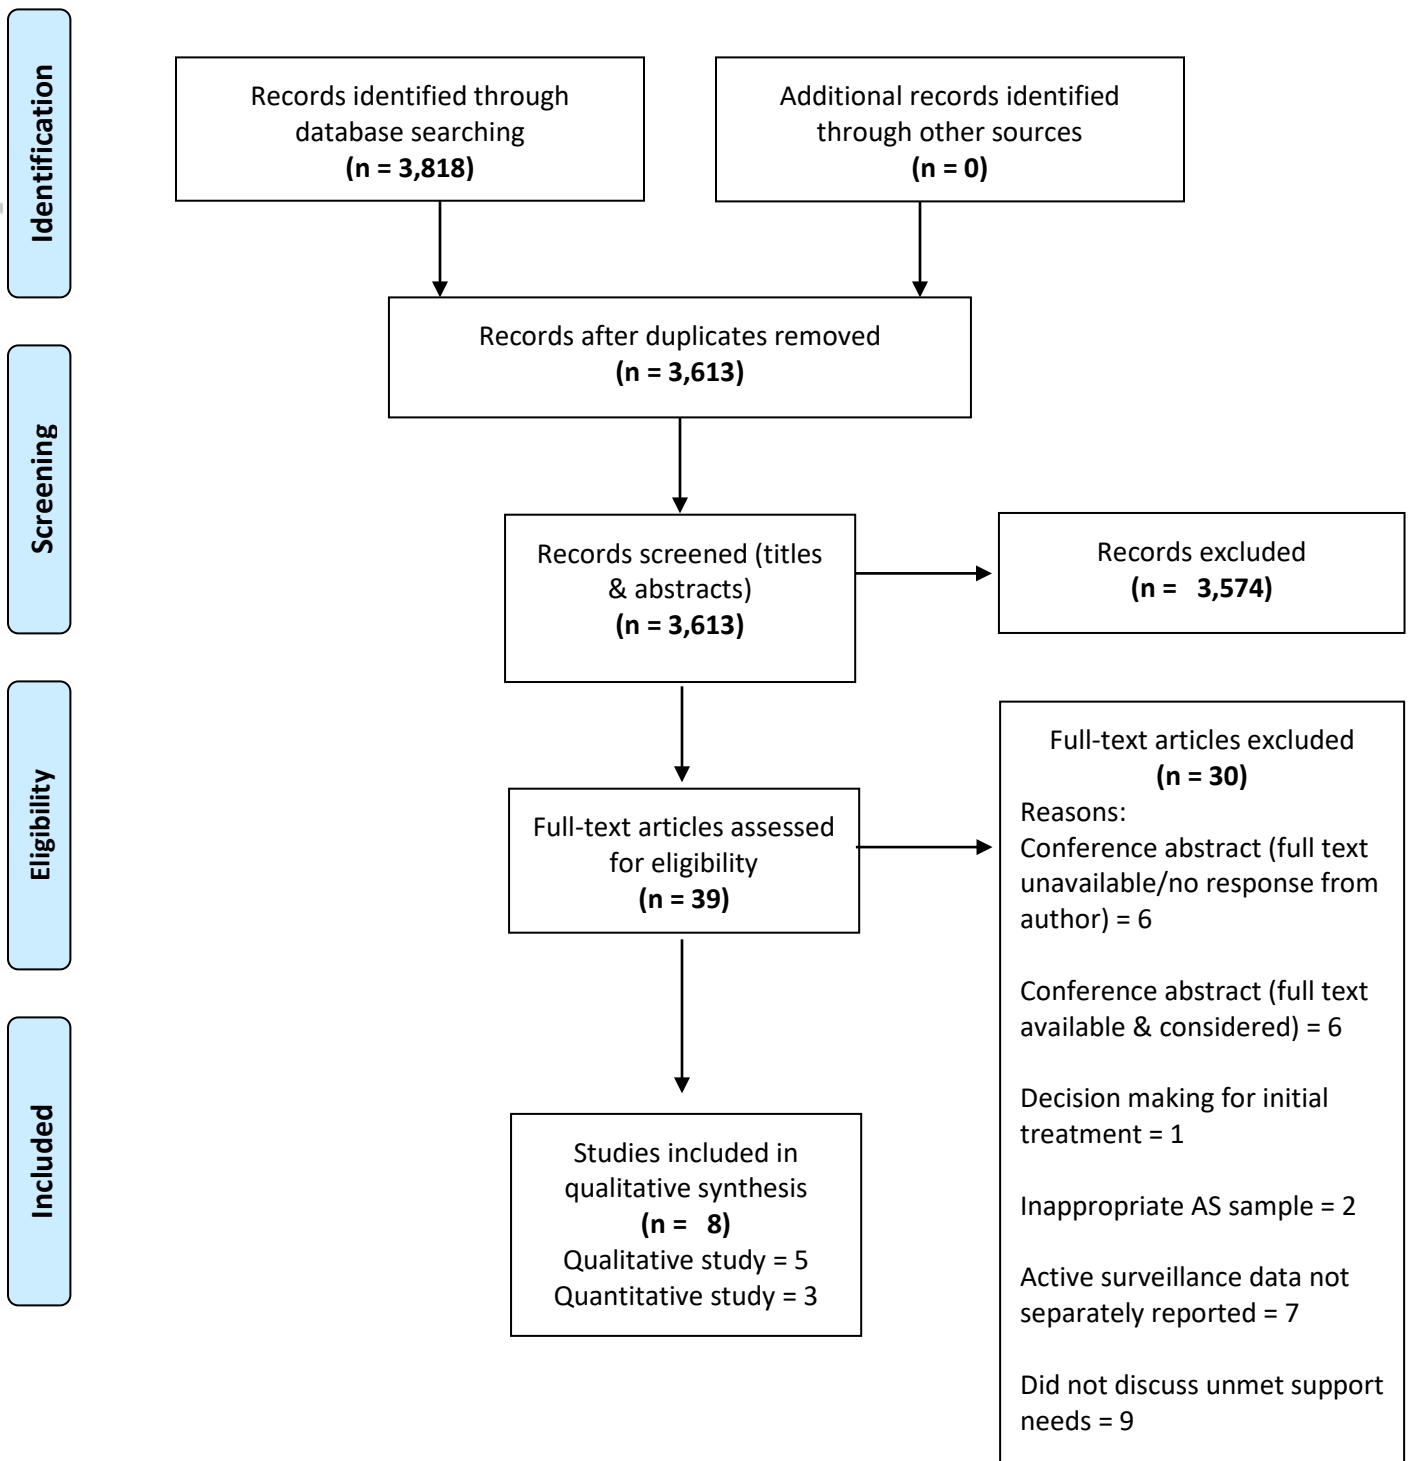 Identification
Records identified through
database searching
(n = 3,818)
Additional records identified
through other sources
(n = 0)
Records after duplicates removed
(n = 3,613)
Screening
Records screened (titles
& abstracts)
(n = 3,613)
Records excluded
(n =   3,574)
Eligibility
Full-text articles assessed
for eligibility
(n = 39)
Full-text articles excluded
(n = 30)
Reasons:
Conference abstract (full text
unavailable/no response from
author) = 6
Conference abstract (full text
available & considered) = 6
Decision making for initial
treatment = 1
Inappropriate AS sample = 2
Active surveillance data not
separately reported = 7
Did not discuss unmet support
needs = 9
Included
Studies included in
qualitative synthesis
(n =   8)
Qualitative study = 5
Quantitative study = 3